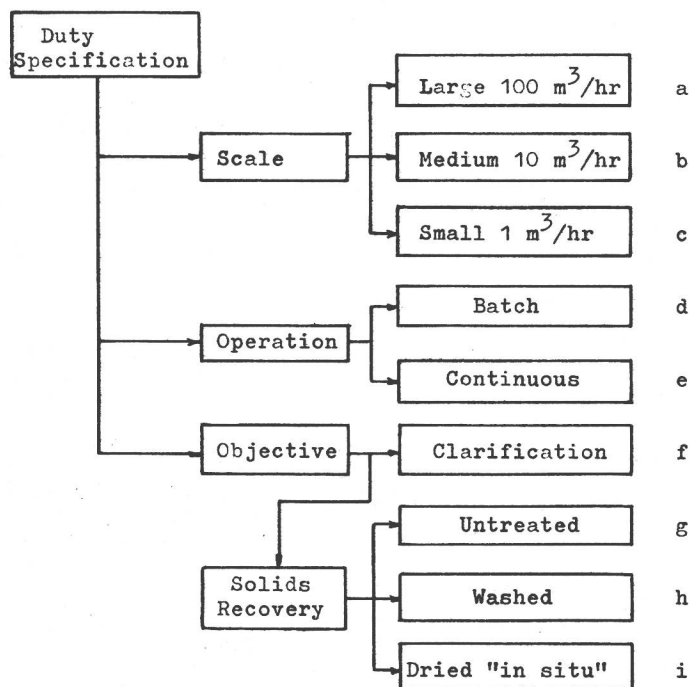 Duty
Specification
Large 100 m³/hr a
Scale Medium 10 m³/hr b
Small 1 m³/hr c
Batch d
Operation
Continuous e
Objective Clarification f
Untreated g
Solids
Recovery
Washed h
Dried "in situ" i